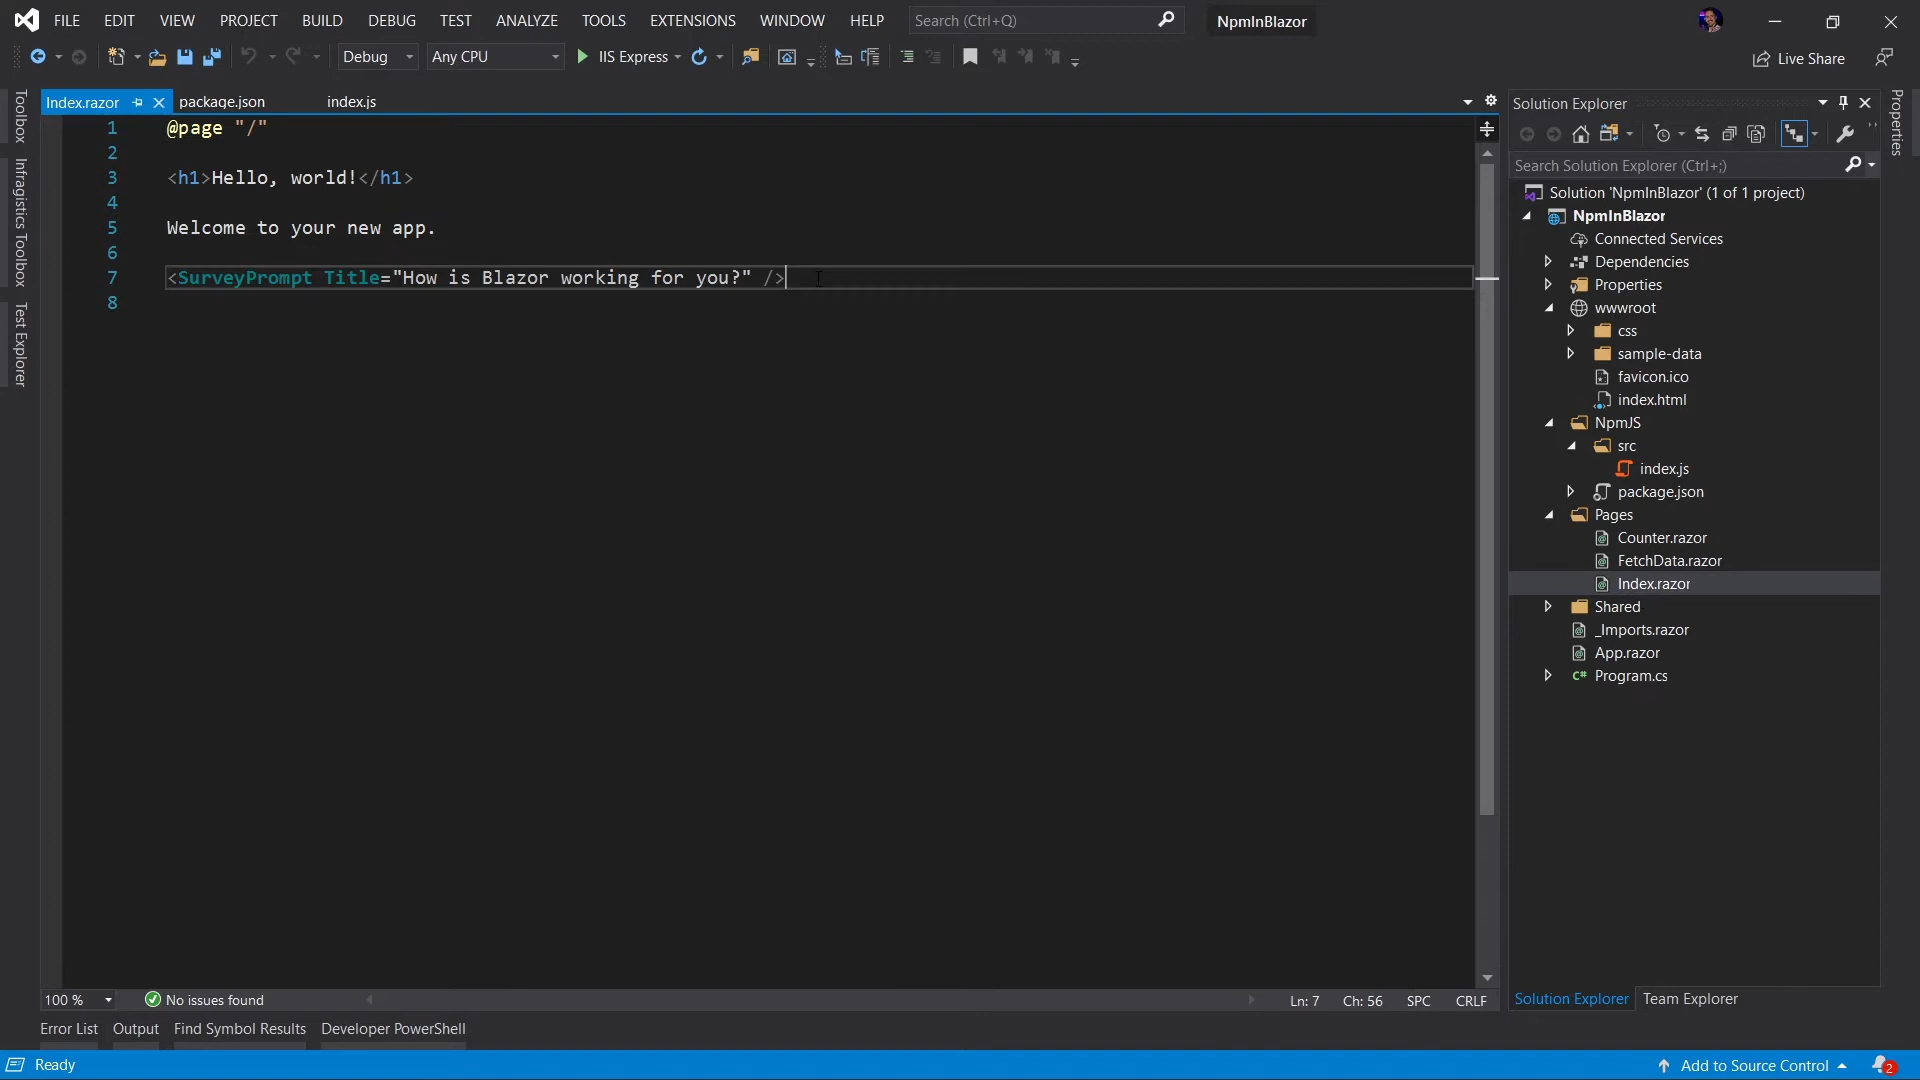 FILE EDIT VIEW PROJECT BUILD DEBUG TEST ANALYZE TOOLS EXTENSIONS WINDOW HELP Search (Ctrl+Q) NpmInBlazor
Debug Any CPU IIS Express Live Share
Toolbox
Infragistics Toolbox
Test Explorer
Index.razor package.json index.js
1 @page "/"
2
3 <h1>Hello, world!</h1>
4
5 Welcome to your new app.
6
7 <SurveyPrompt Title="How is Blazor working for you?" />
8
100 % No issues found Ln: 7 Ch: 56 SPC CRLF
Solution Explorer
Search Solution Explorer (Ctrl+;)
Solution 'NpmInBlazor' (1 of 1 project)
NpmInBlazor
Connected Services
Dependencies
Properties
wwwroot
css
sample-data
favicon.ico
index.html
NpmJS
src
index.js
package.json
Pages
Counter.razor
FetchData.razor
Index.razor
Shared
_Imports.razor
App.razor
C# Program.cs
Solution Explorer Team Explorer
Properties
Error List Output Find Symbol Results Developer PowerShell
Ready Add to Source Control 2